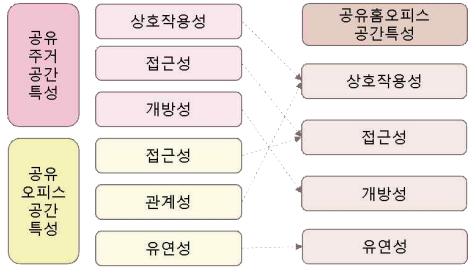 공유
주거
공간
특성
상호작용성
접근성
개방성
공유
오피스
공간
특성
접근성
관계성
유연성
공유홈오피스
공간특성
상호작용성
접근성
개방성
유연성